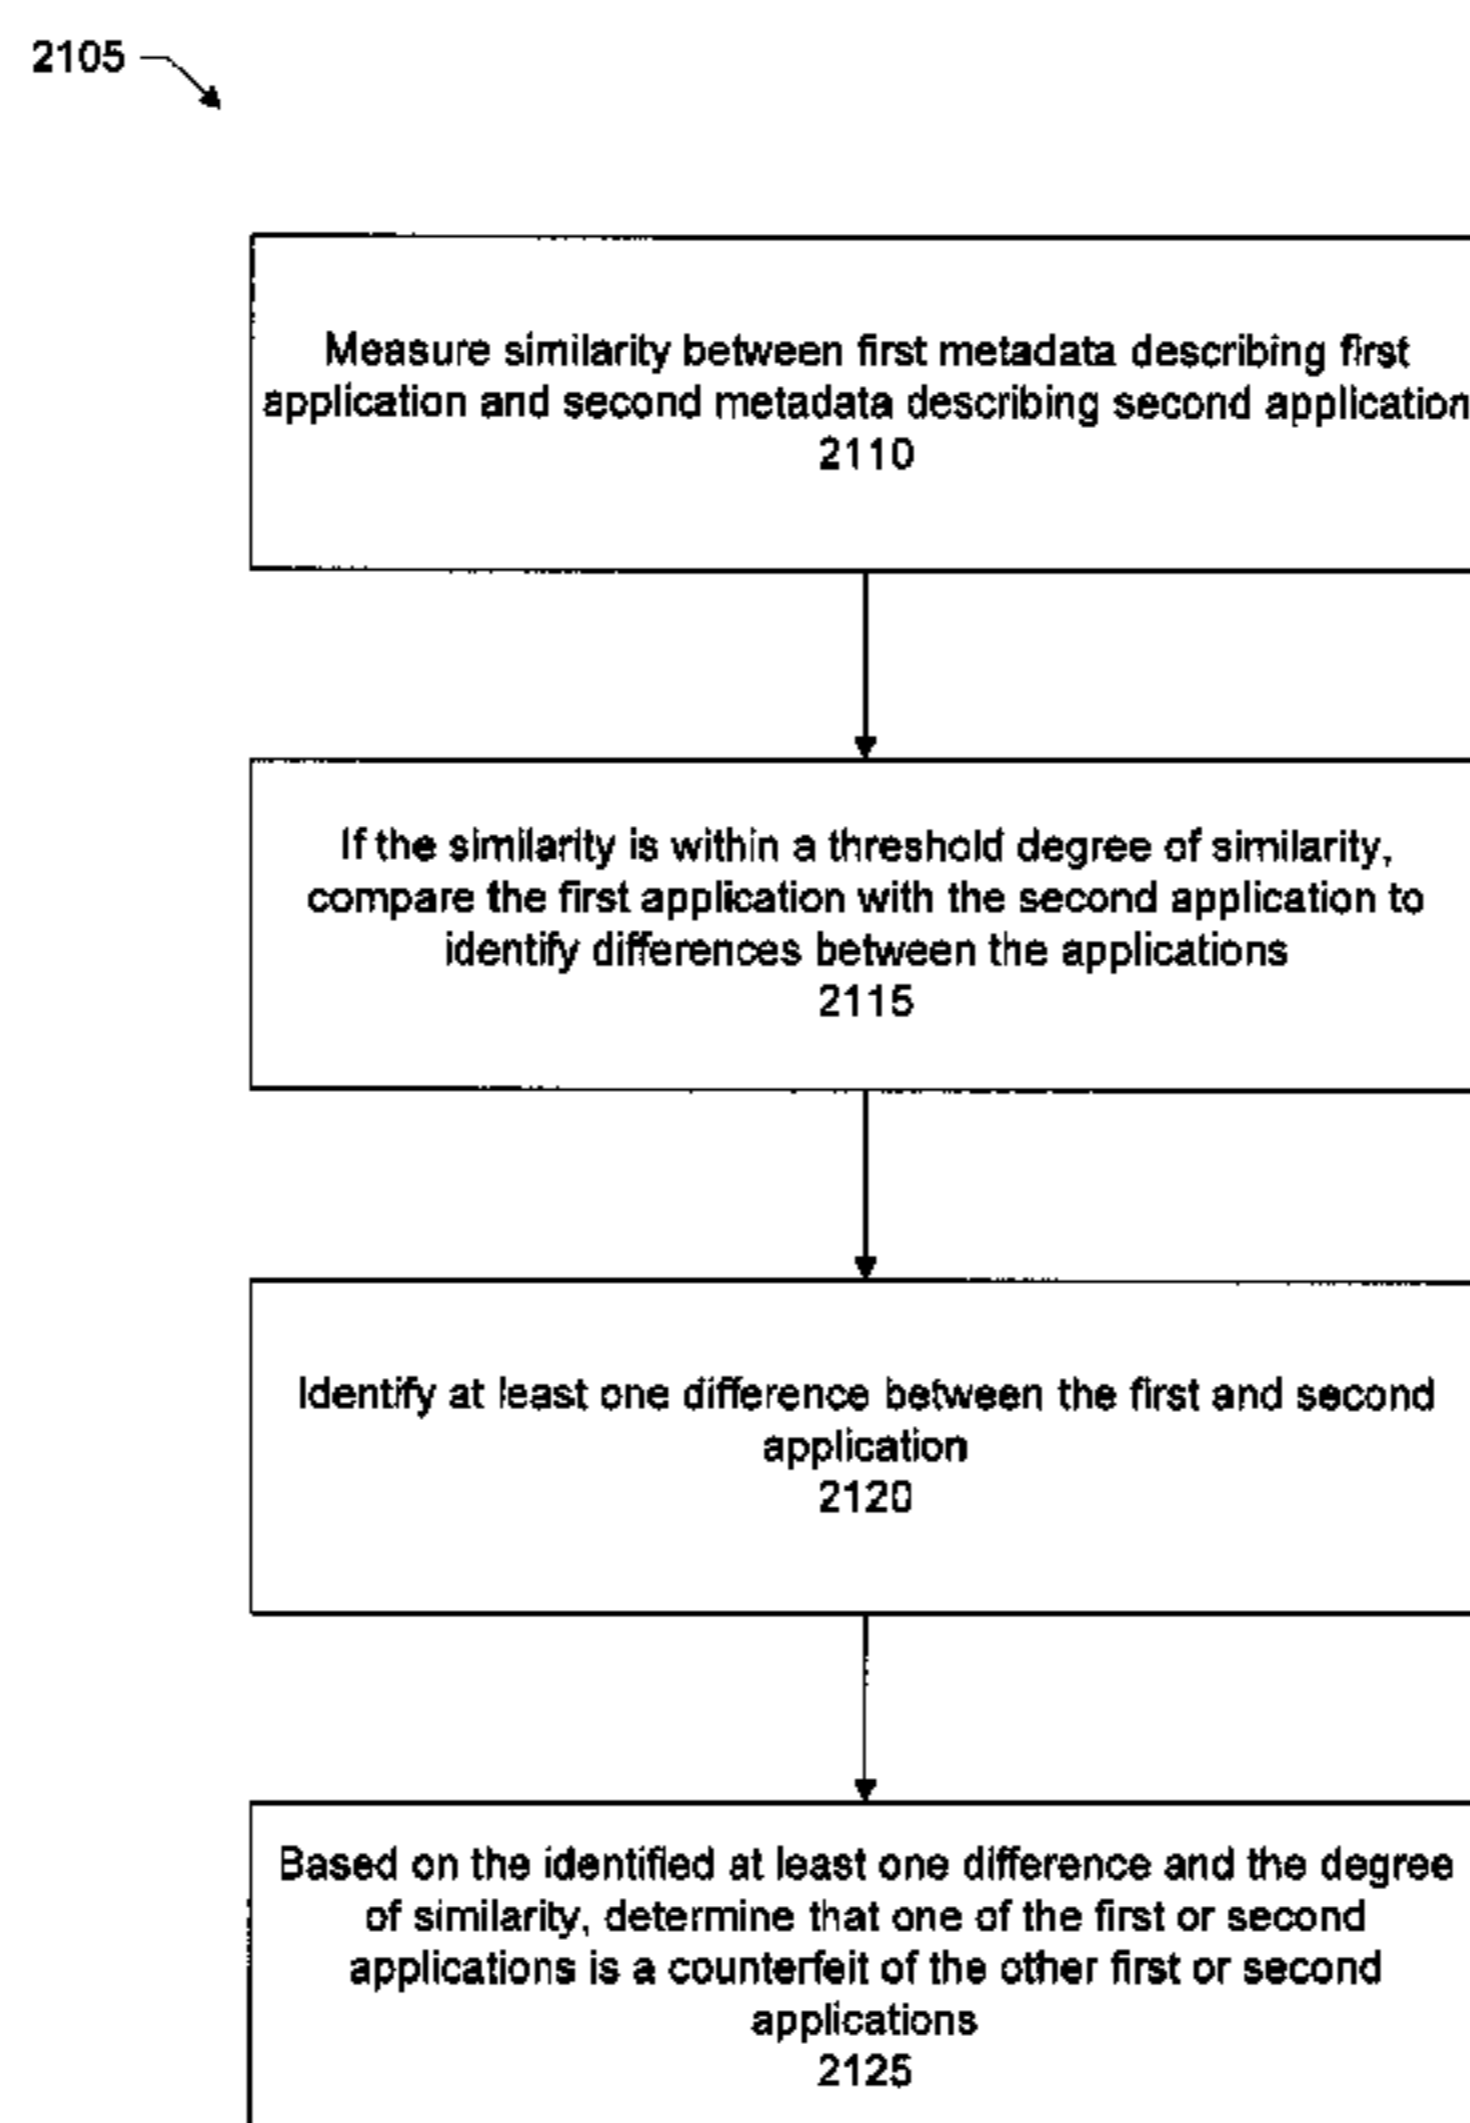 2105
Measure similarity between first metadata describing first
application and second metadata describing second application
2110
If the similarity is within a threshold degree of similarity,
compare the first application with the second application to
identify differences between the applications
2115
Identify at least one difference between the first and second
application
2120
Based on the identified at least one difference and the degree
of similarity, determine that one of the first or second
applications is a counterfeit of the other first or second
applications
2125